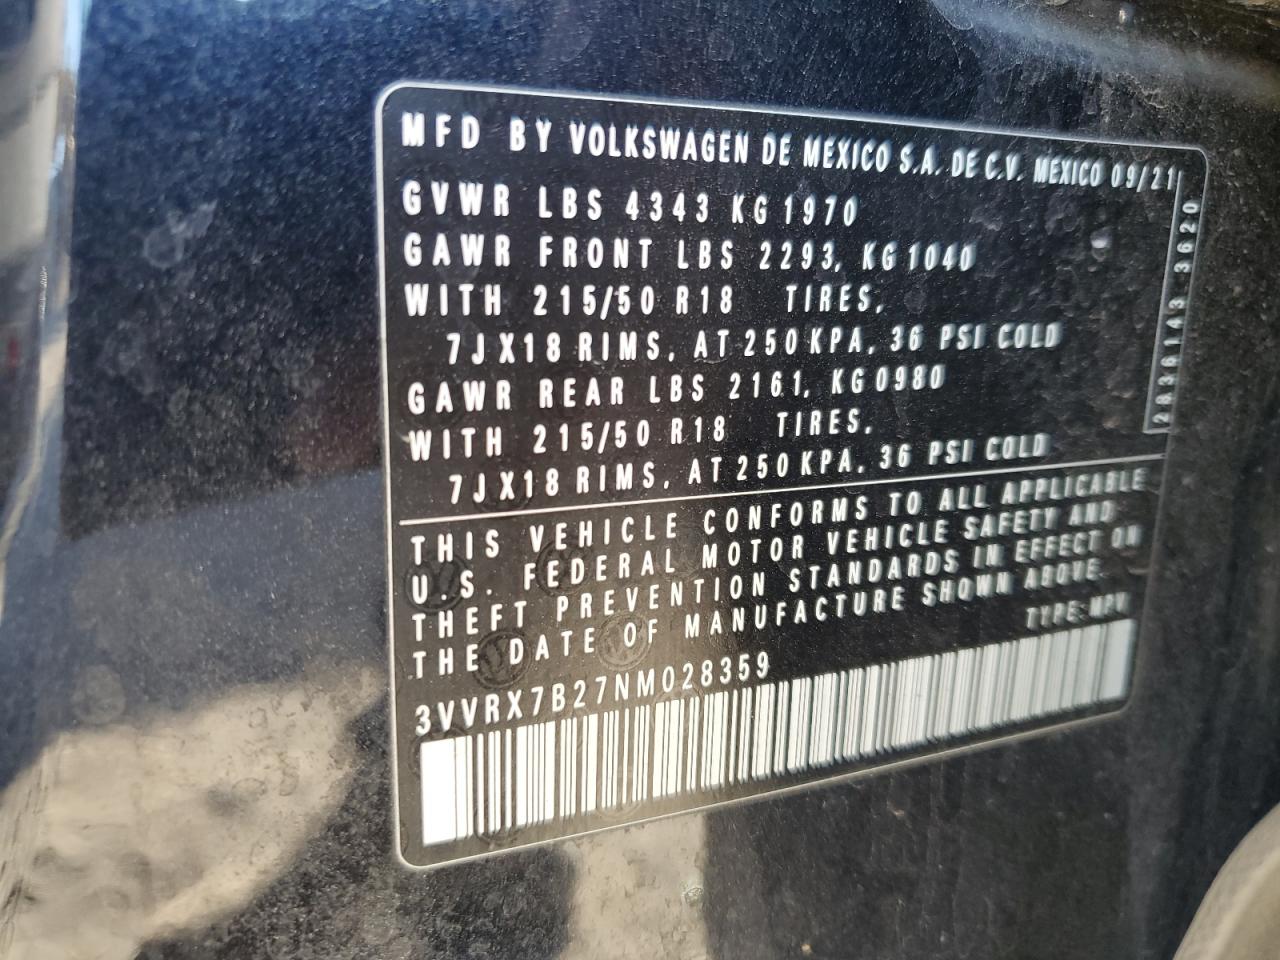 MFD BY VOLKSWAGEN DE MEXICO S.A. DE C.V. MEXICO 09/21
GVWR LBS 4343 KG 1970
GAWR FRONT LBS 2293, KG 1040
WITH 215/50 R18 TIRES,
7JX18 RIMS, AT 250 KPA, 36 PSI COLD
GAWR REAR LBS 2161, KG 0980
WITH 215/50 R18 TIRES,
7JX18 RIMS, AT 250 KPA, 36 PSI COLD
2836143 3620
THIS VEHICLE CONFORMS TO ALL APPLICABLE
U.S. FEDERAL MOTOR VEHICLE SAFETY AND
THEFT PREVENTION STANDARDS IN EFFECT ON
THE DATE OF MANUFACTURE SHOWN ABOVE
TYPE: MPV
3VVRX7B27NM028359